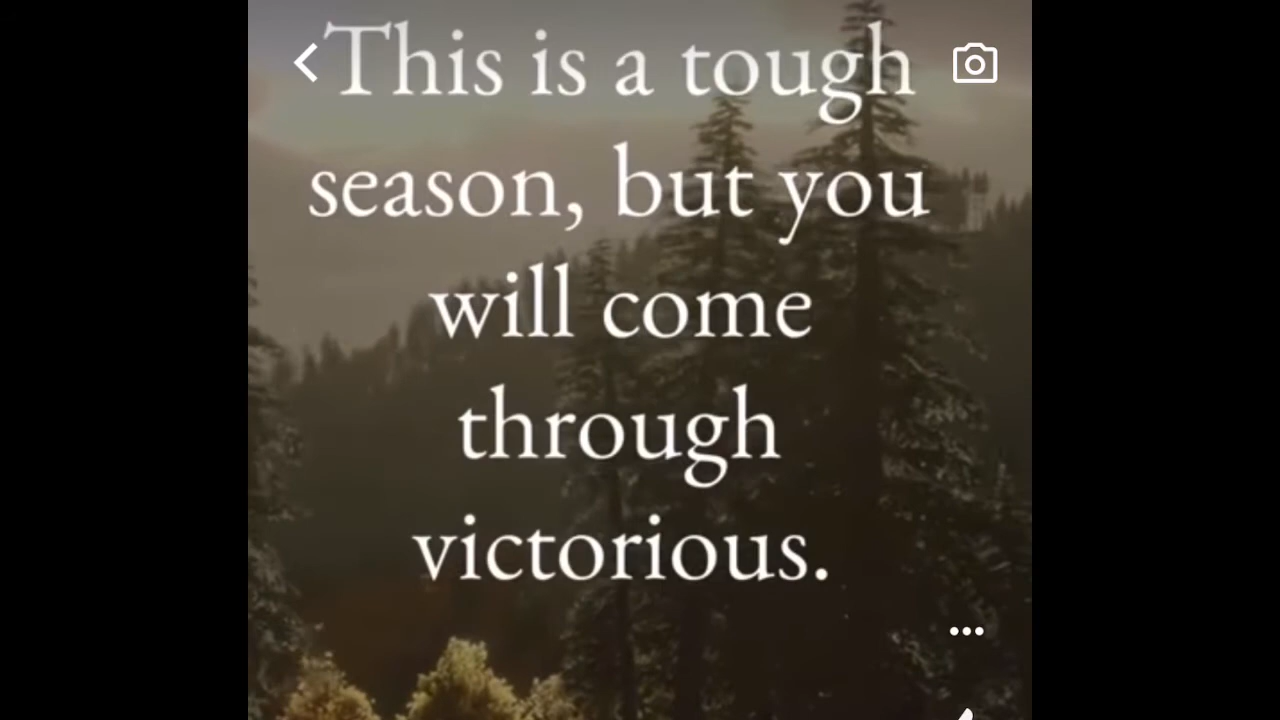 This is a tough
season, but you
will come
through
victorious.